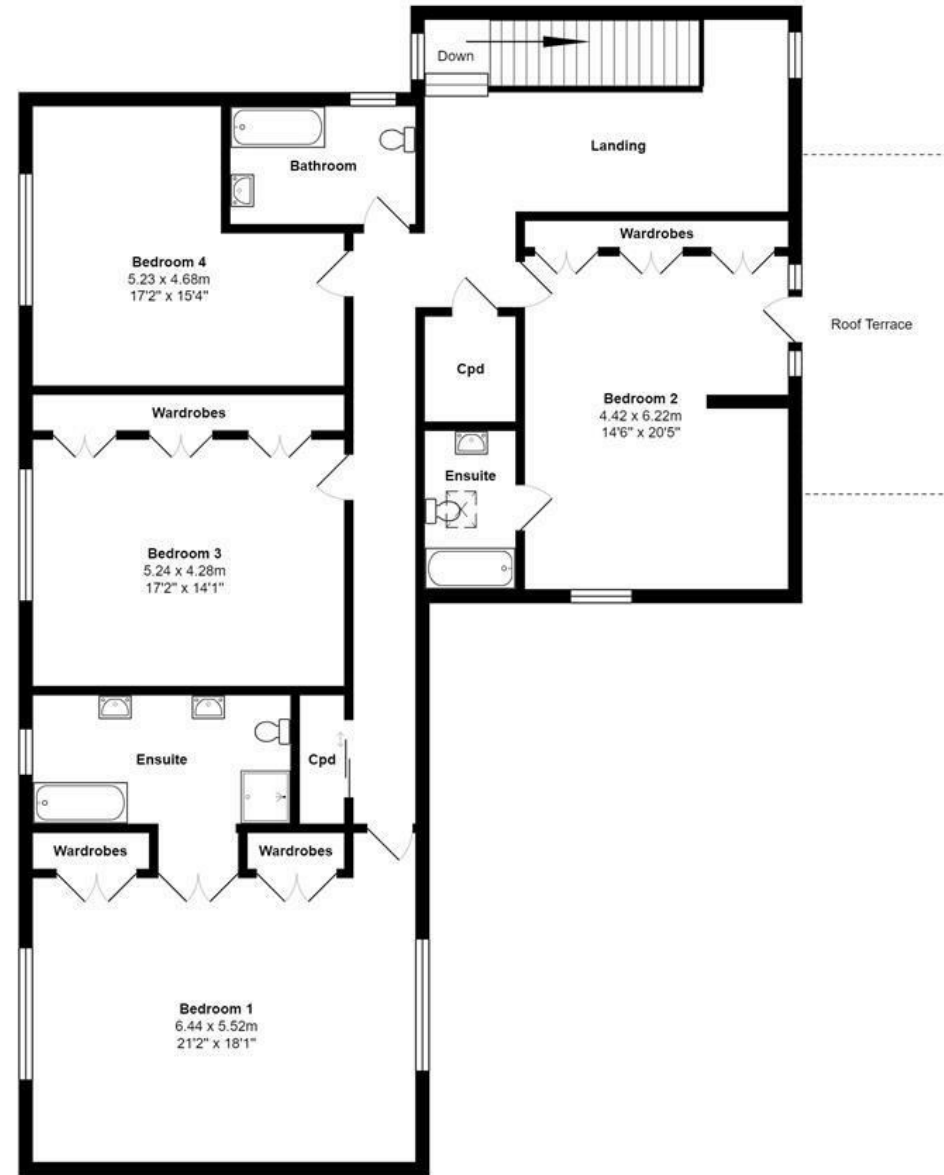 Down
Landing
Bathroom
Wardrobes
Bedroom 4
5.23 x 4.68m
17'2" x 15'4"
Roof Terrace
Cpd
Bedroom 2
4.42 x 6.22m
14'6" x 20'5"
Wardrobes
Ensuite
Bedroom 3
5.24 x 4.28m
17'2" x 14'1"
Ensuite
Cpd
Wardrobes
Wardrobes
Bedroom 1
6.44 x 5.52m
21'2" x 18'1"